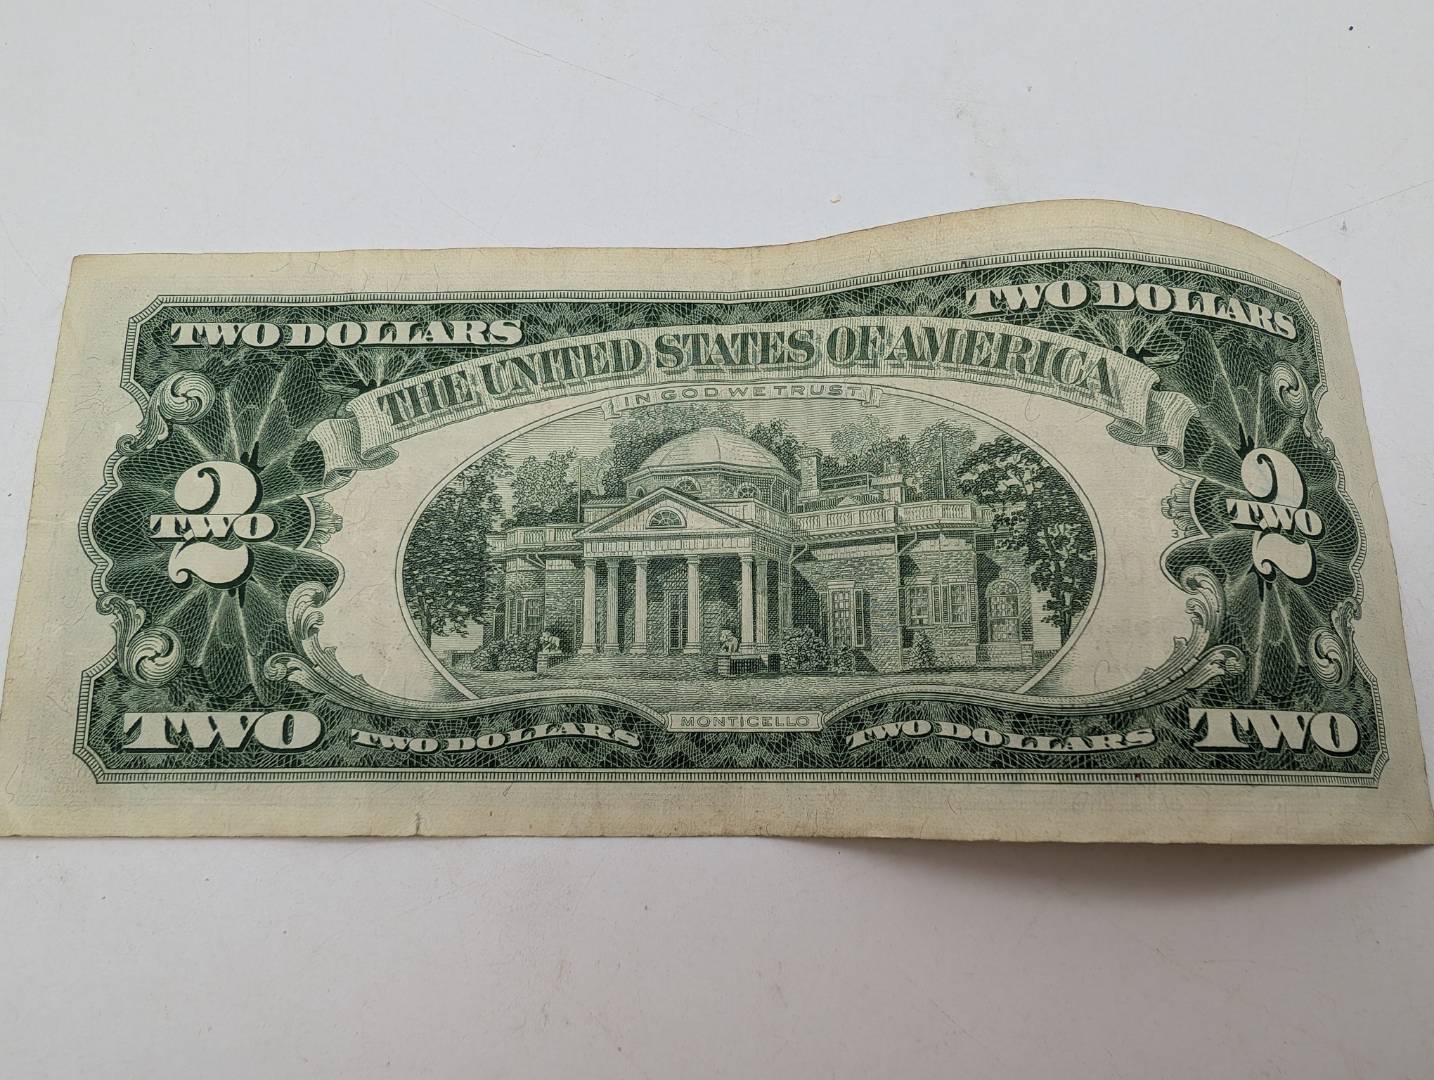 TWO DOLLARS
TWO DOLLARS
THE UNITED STATES OF AMERICA
IN GOD WE TRUST
2
TWO
2
TWO
3
MONTICELLO
TWO
TWO DOLLARS
TWO DOLLARS
TWO